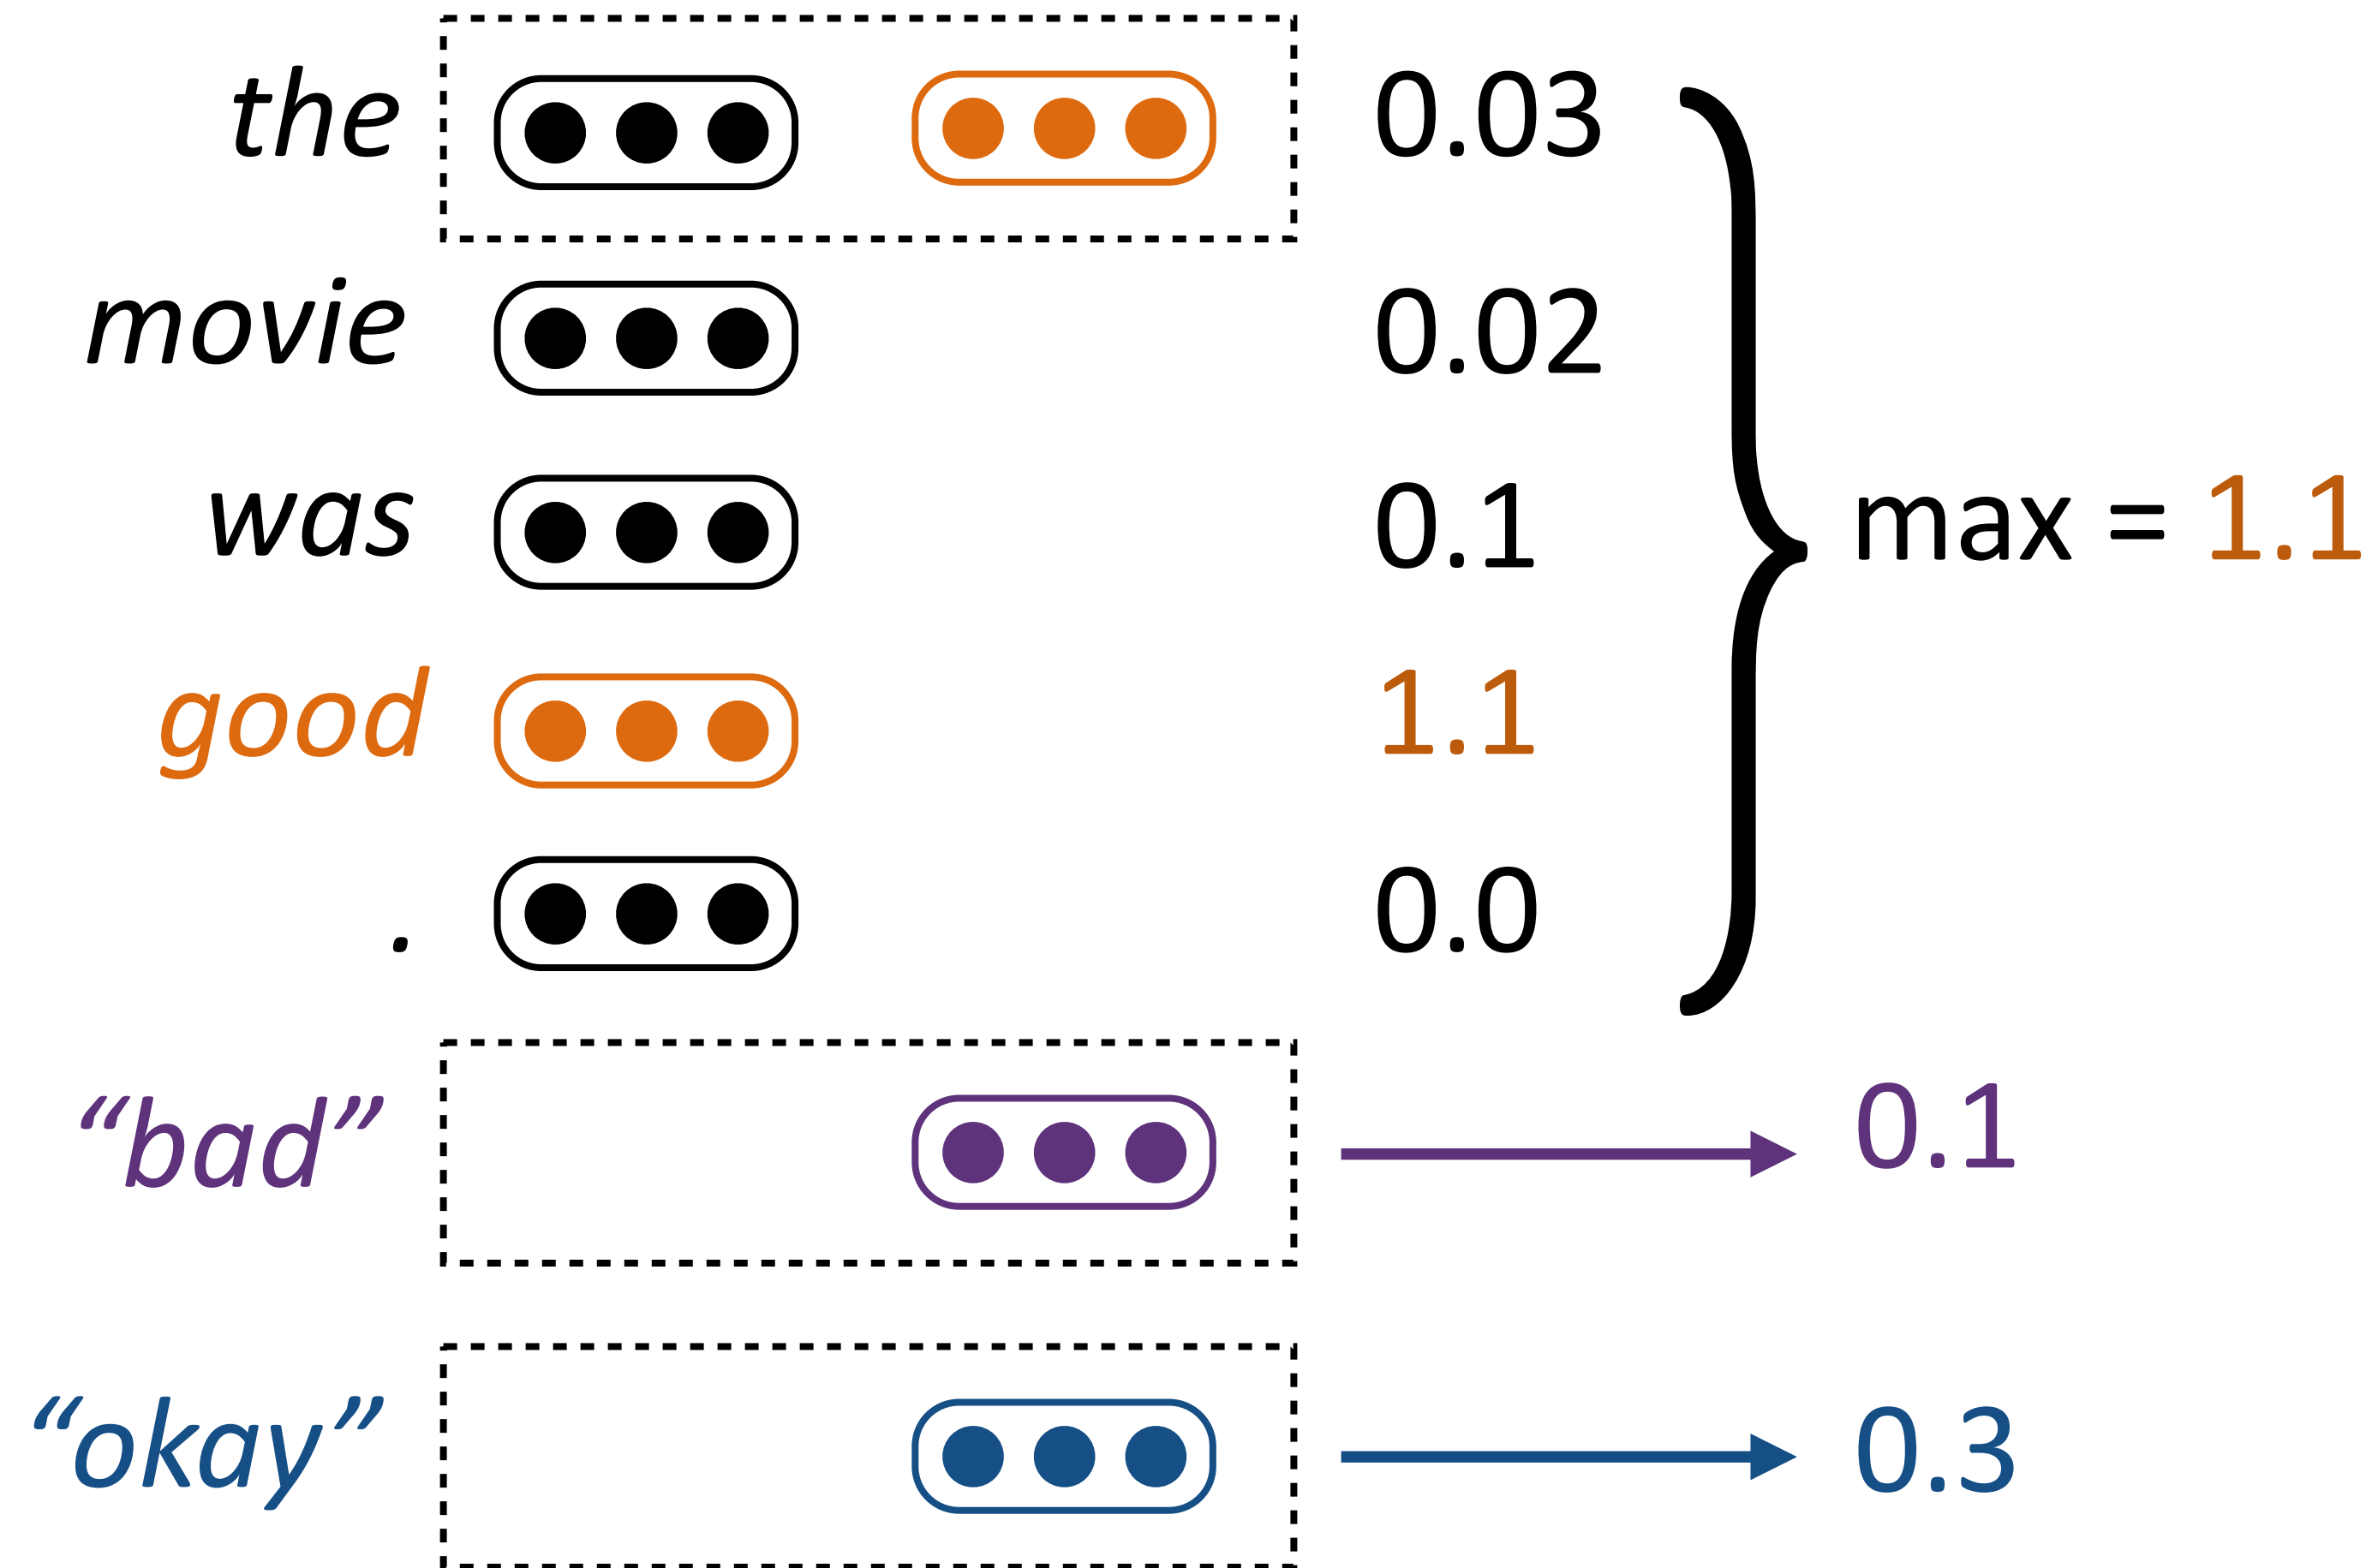 the 0.03
movie 0.02
was 0.1 max = 1.1
good 1.1
. 0.0
“bad” 0.1
“okay” 0.3